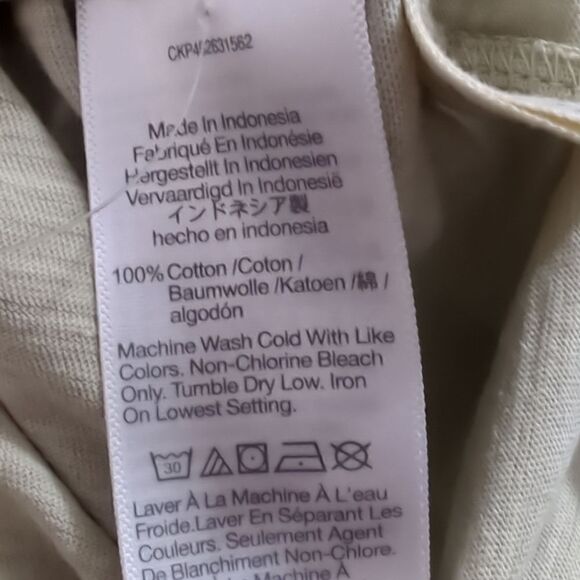 Made In Indonesia
Fabriqué En Indonésie
Hergestellt In Indonesien
Vervaardigd In Indonesië
インドネシア製
hecho en indonesia
100% Cotton /Coton /
Baumwolle /Katoen /綿 /
algodón
Machine Wash Cold With Like
Colors. Non-Chlorine Bleach
Only. Tumble Dry Low. Iron
On Lowest Setting.
30
Laver À La Machine À L'eau
Froide.Laver En Séparant Les
Couleurs. Seulement Agent
De Blanchiment Non-Chlore.
Machine À